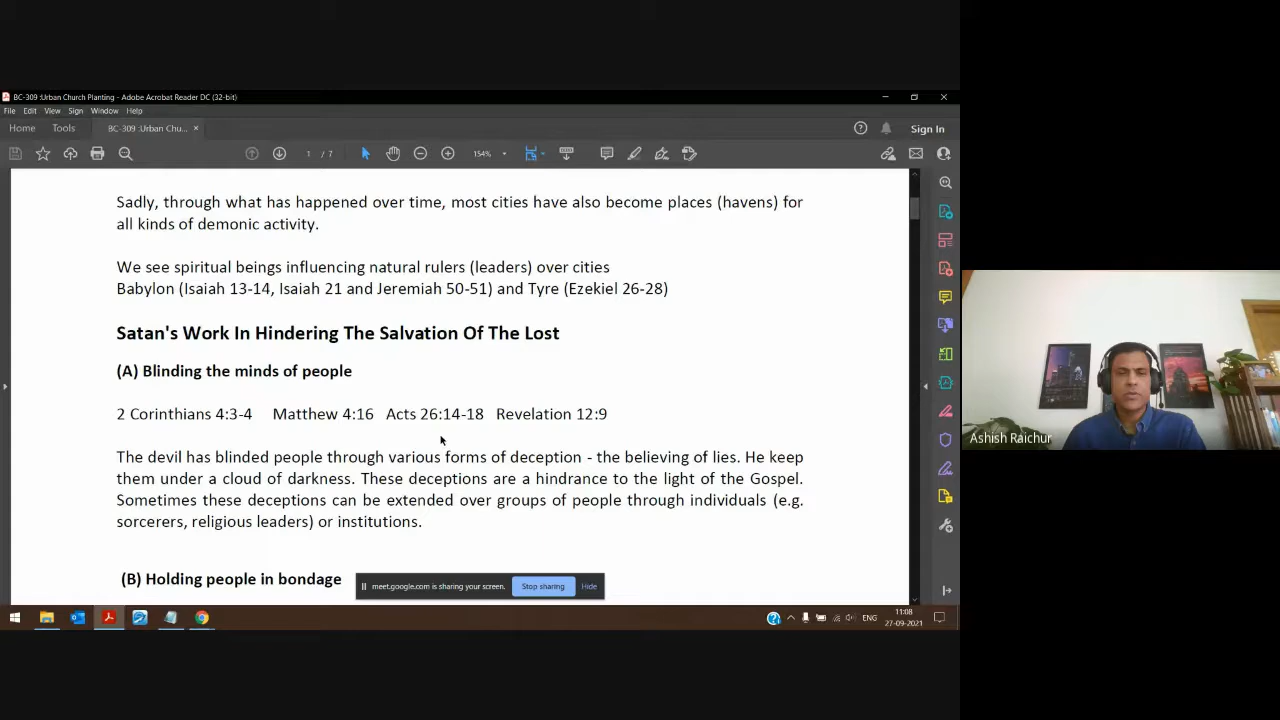 BC-309 :Urban Church Planting - Adobe Acrobat Reader DC (32-bit)
File Edit View Sign Window Help
Home Tools BC-309 :Urban Chu... × Sign In
1 / 7 154%
Sadly, through what has happened over time, most cities have also become places (havens) for
all kinds of demonic activity.
We see spiritual beings influencing natural rulers (leaders) over cities
Babylon (Isaiah 13-14, Isaiah 21 and Jeremiah 50-51) and Tyre (Ezekiel 26-28)
Satan's Work In Hindering The Salvation Of The Lost
(A) Blinding the minds of people
2 Corinthians 4:3-4 Matthew 4:16 Acts 26:14-18 Revelation 12:9
The devil has blinded people through various forms of deception - the believing of lies. He keep
them under a cloud of darkness. These deceptions are a hindrance to the light of the Gospel.
Sometimes these deceptions can be extended over groups of people through individuals (e.g.
sorcerers, religious leaders) or institutions.
(B) Holding people in bondage
meet.google.com is sharing your screen. Stop sharing Hide
Ashish Raichur
ENG
11:08
27-09-2021